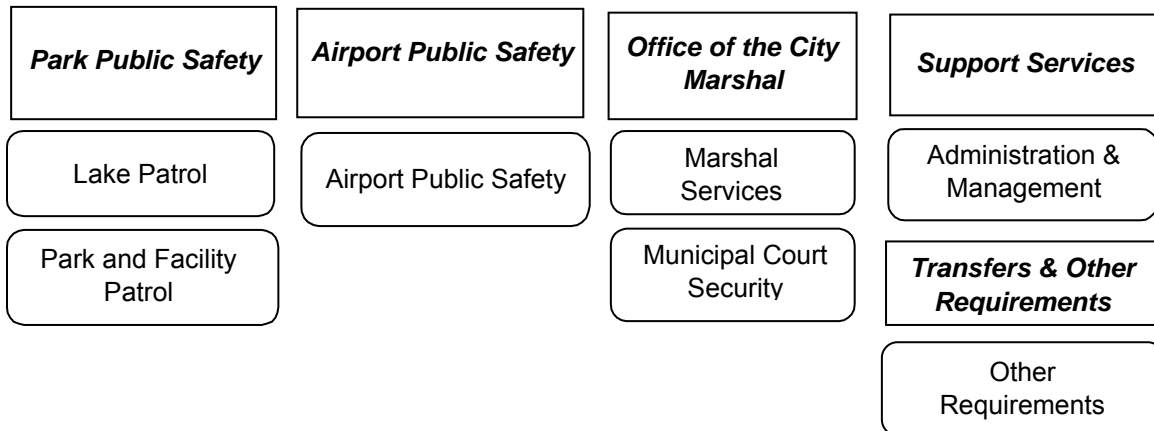 Park Public Safety
Lake Patrol
Park and Facility
Patrol
Airport Public Safety
Airport Public Safety
Office of the City
Marshal
Marshal
Services
Municipal Court
Security
Support Services
Administration &
Management
Transfers & Other
Requirements
Other
Requirements